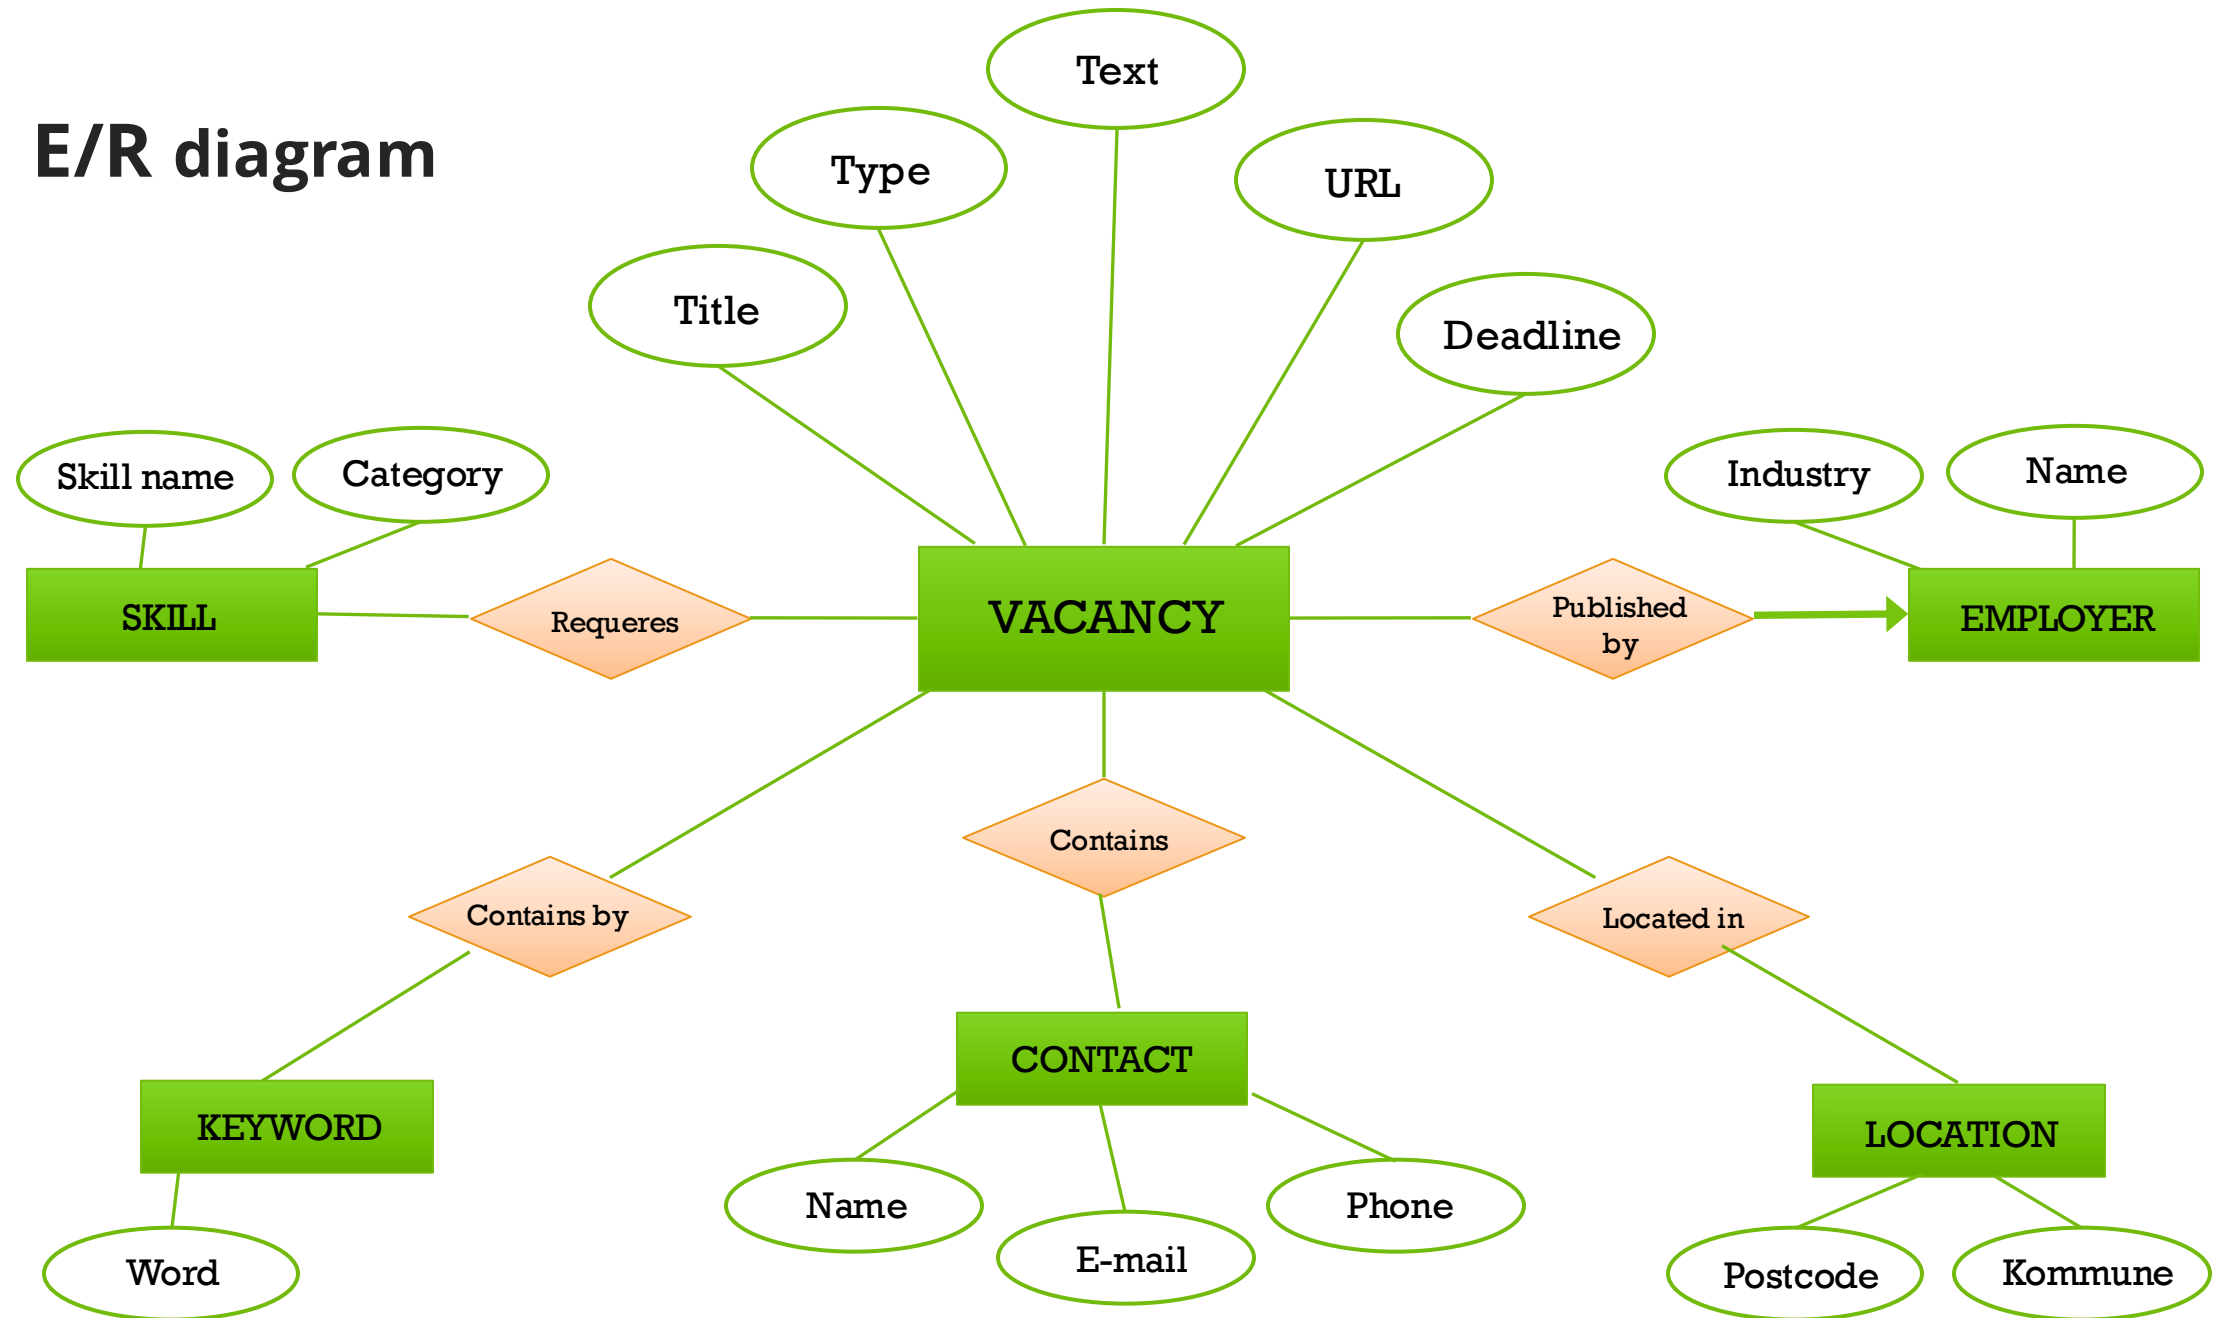 Text
E/R diagram
Type
URL
Title
Deadline
Skill name
Category
Industry
Name
SKILL
Requeres
VACANCY
Published
by
EMPLOYER
Contains
Contains by
Located in
CONTACT
KEYWORD
LOCATION
Name
E-mail
Phone
Word
Postcode
Kommune